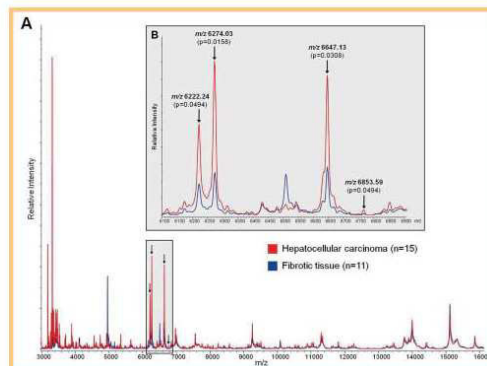 A
B
m/z 6274.03
(p=0.0158)
m/z 6647.13
(p=0.0308)
m/z 6222.24
(p=0.0494)
m/z 6853.59
(p=0.0494)
Relative Intensity
Relative Intensity
Hepatocellular carcinoma (n=15)
Fibrotic tissue (n=11)
3000 4000 5000 6000 7000 8000 9000 10000 11000 12000 13000 14000 15000 16000
m/z